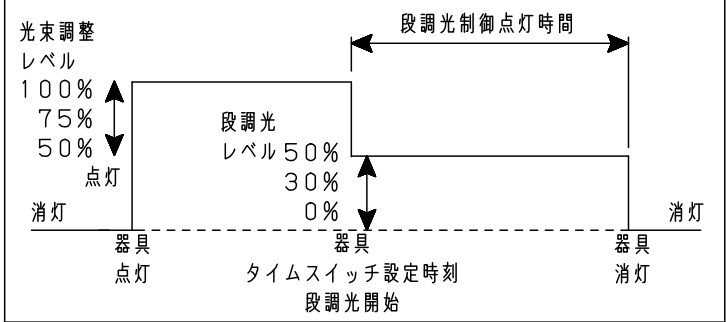 光束調整
レベル
100%
75%
50%
点灯
消灯
段調光制御点灯時間
段調光
レベル50%
30%
0%
消灯
器具
点灯
器具
タイムスイッチ設定時刻
段調光開始
器具
消灯